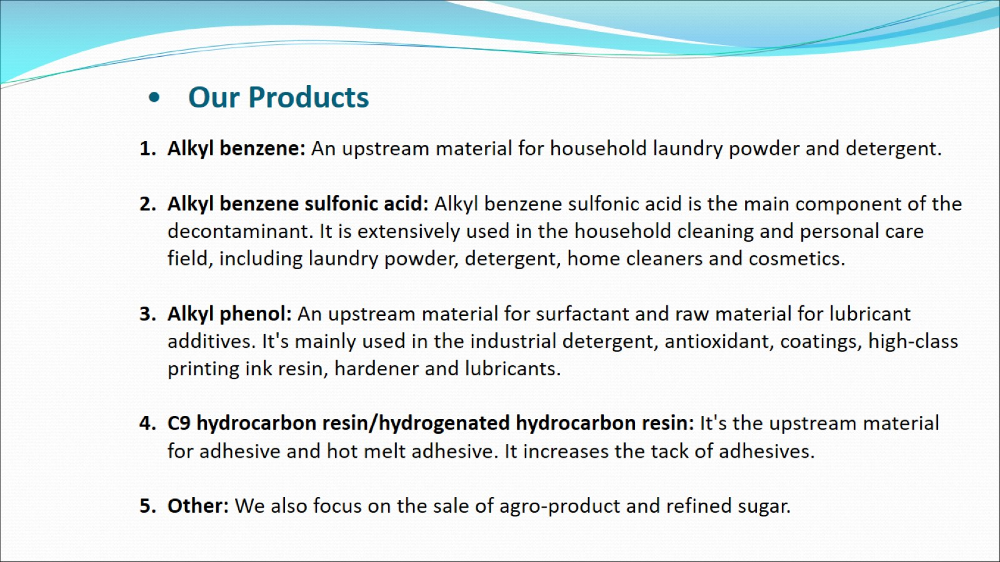 • Our Products
1. Alkyl benzene: An upstream material for household laundry powder and detergent.
2. Alkyl benzene sulfonic acid: Alkyl benzene sulfonic acid is the main component of the
decontaminant. It is extensively used in the household cleaning and personal care
field, including laundry powder, detergent, home cleaners and cosmetics.
3. Alkyl phenol: An upstream material for surfactant and raw material for lubricant
additives. It's mainly used in the industrial detergent, antioxidant, coatings, high-class
printing ink resin, hardener and lubricants.
4. C9 hydrocarbon resin/hydrogenated hydrocarbon resin: It's the upstream material
for adhesive and hot melt adhesive. It increases the tack of adhesives.
5. Other: We also focus on the sale of agro-product and refined sugar.